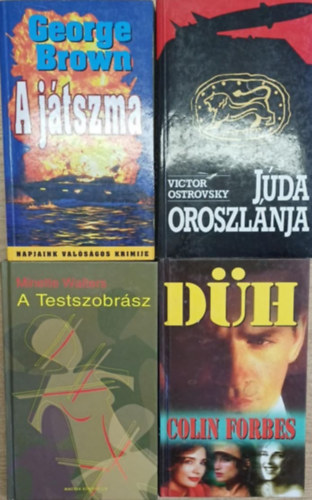 George
Brown
A játszma
NAPJAINK VALÓSÁGOS KRIMIJE
VICTOR
OSTROVSKY
JÚDA
OROSZLÁNJA
Minette Walters
A Testszobrász
DÜH
COLIN FORBES